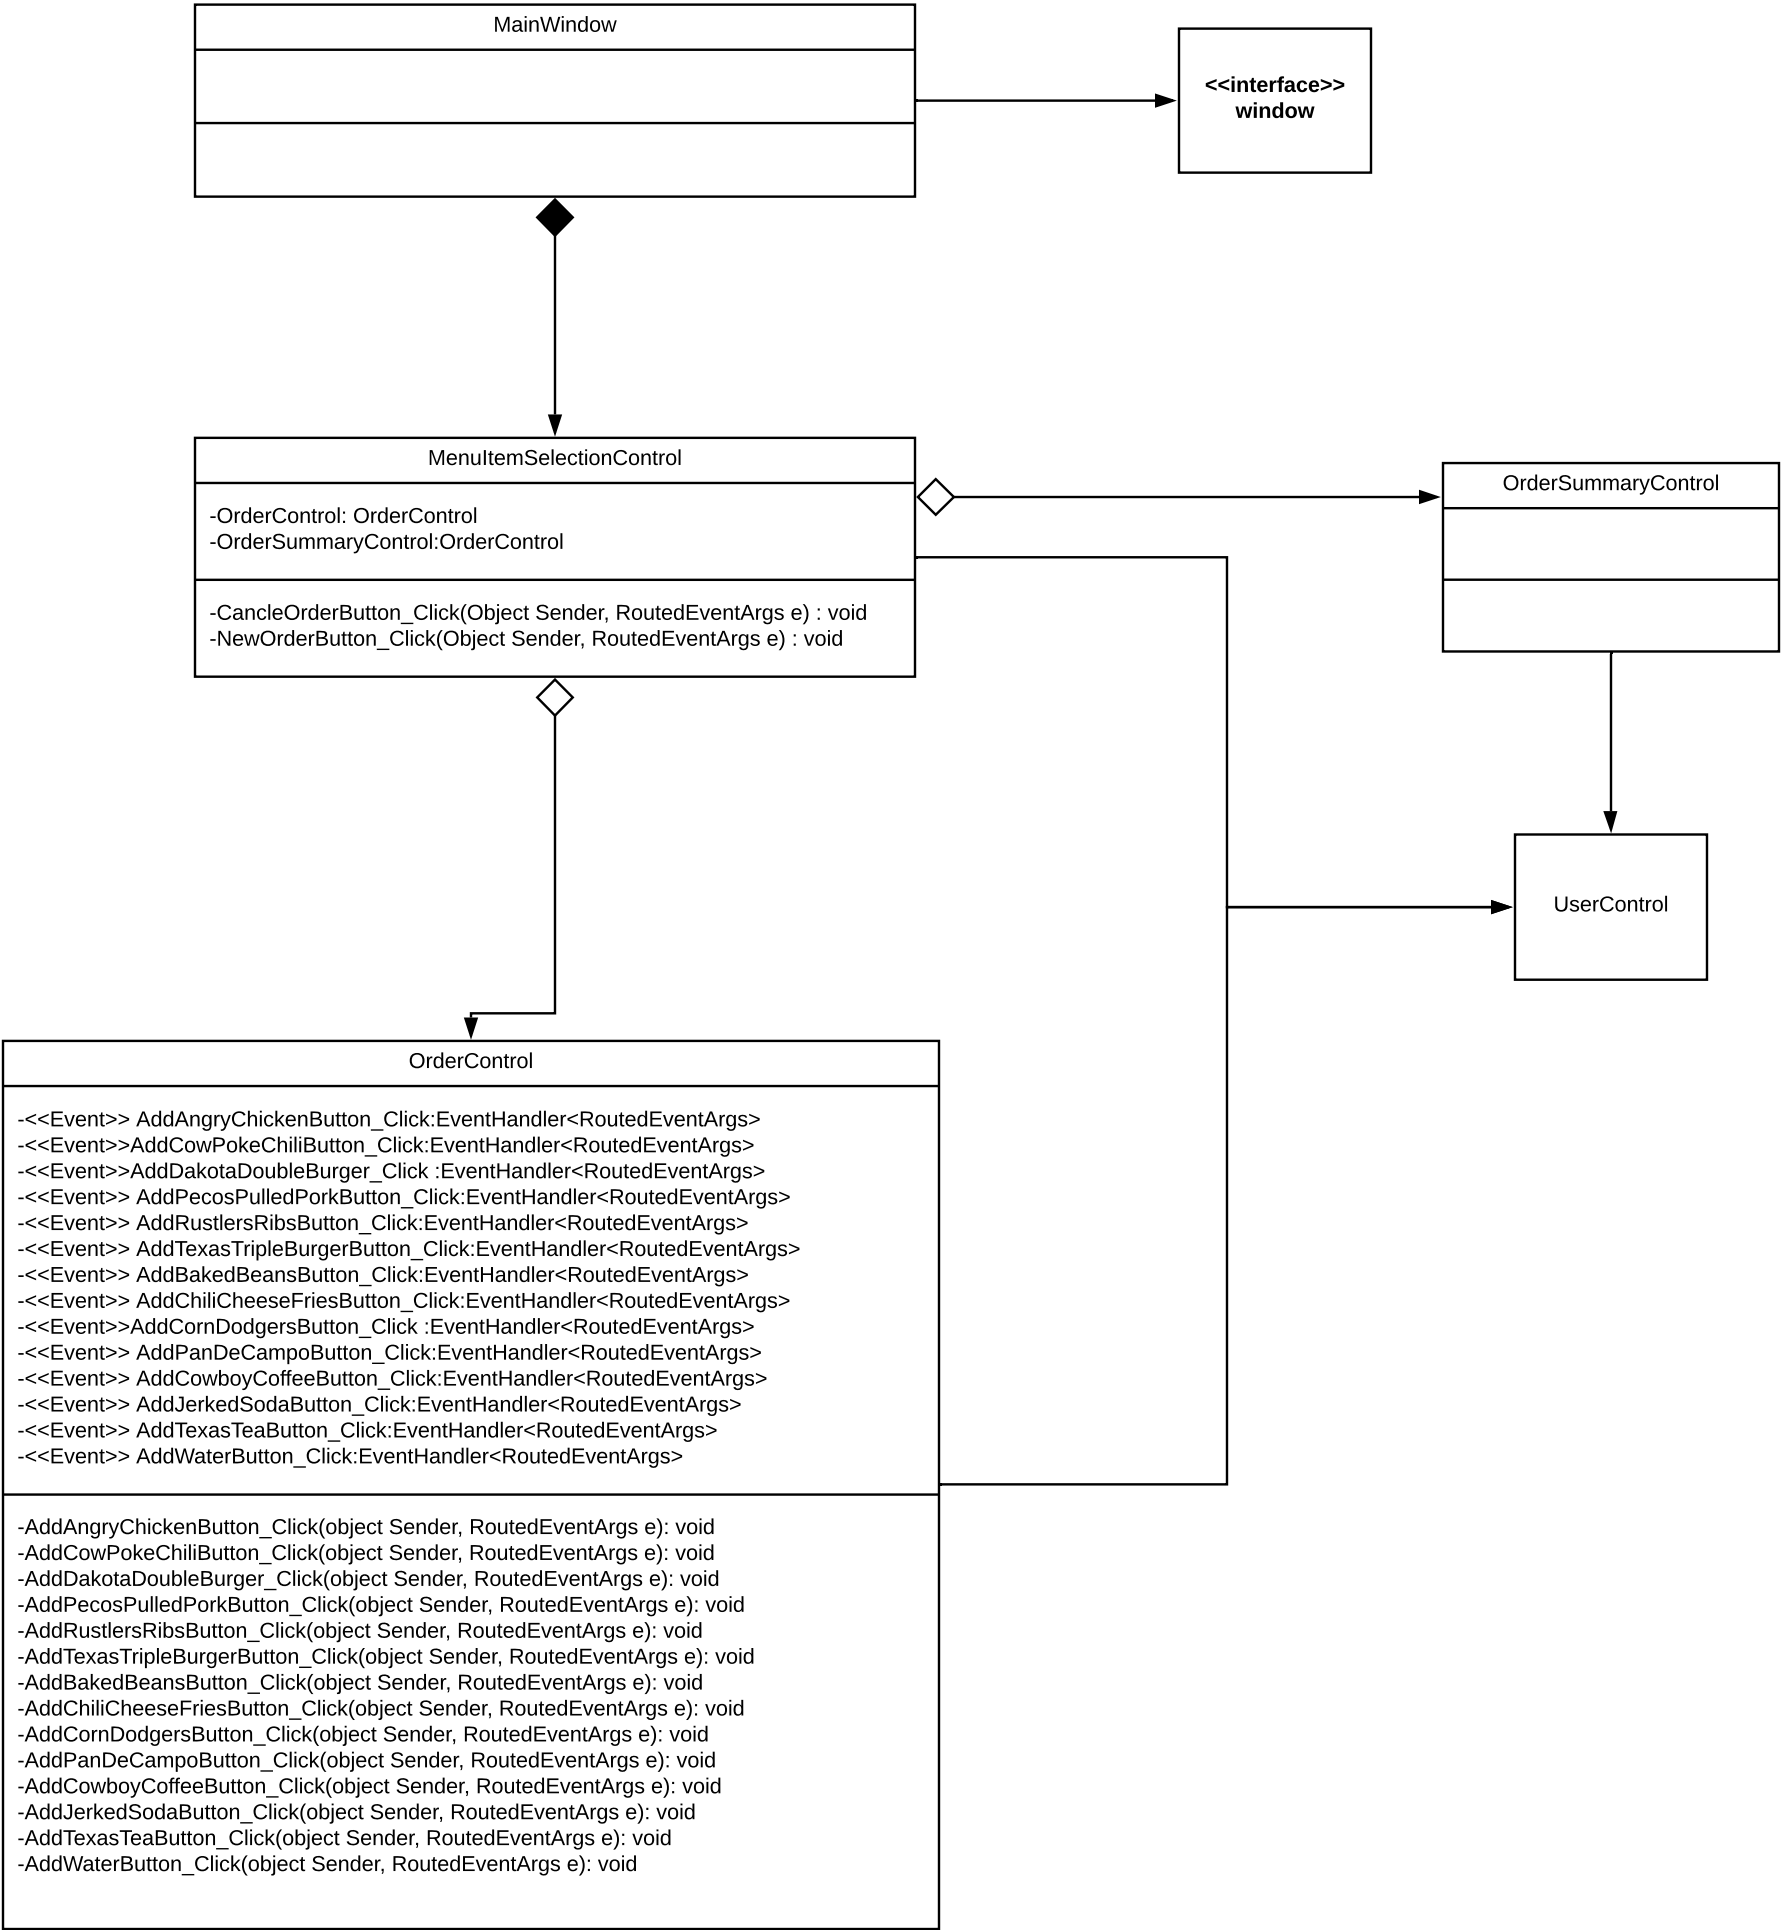 MainWindow
<<interface>>
window
MenuItemSelectionControl
-OrderControl: OrderControl
-OrderSummaryControl:OrderControl
-CancleOrderButton_Click(Object Sender, RoutedEventArgs e) : void
-NewOrderButton_Click(Object Sender, RoutedEventArgs e) : void
OrderSummaryControl
UserControl
OrderControl
-<<Event>> AddAngryChickenButton_Click:EventHandler<RoutedEventArgs>
-<<Event>>AddCowPokeChiliButton_Click:EventHandler<RoutedEventArgs>
-<<Event>>AddDakotaDoubleBurger_Click :EventHandler<RoutedEventArgs>
-<<Event>> AddPecosPulledPorkButton_Click:EventHandler<RoutedEventArgs>
-<<Event>> AddRustlersRibsButton_Click:EventHandler<RoutedEventArgs>
-<<Event>> AddTexasTripleBurgerButton_Click:EventHandler<RoutedEventArgs>
-<<Event>> AddBakedBeansButton_Click:EventHandler<RoutedEventArgs>
-<<Event>> AddChiliCheeseFriesButton_Click:EventHandler<RoutedEventArgs>
-<<Event>>AddCornDodgersButton_Click :EventHandler<RoutedEventArgs>
-<<Event>> AddPanDeCampoButton_Click:EventHandler<RoutedEventArgs>
-<<Event>> AddCowboyCoffeeButton_Click:EventHandler<RoutedEventArgs>
-<<Event>> AddJerkedSodaButton_Click:EventHandler<RoutedEventArgs>
-<<Event>> AddTexasTeaButton_Click:EventHandler<RoutedEventArgs>
-<<Event>> AddWaterButton_Click:EventHandler<RoutedEventArgs>
-AddAngryChickenButton_Click(object Sender, RoutedEventArgs e): void
-AddCowPokeChiliButton_Click(object Sender, RoutedEventArgs e): void
-AddDakotaDoubleBurger_Click(object Sender, RoutedEventArgs e): void
-AddPecosPulledPorkButton_Click(object Sender, RoutedEventArgs e): void
-AddRustlersRibsButton_Click(object Sender, RoutedEventArgs e): void
-AddTexasTripleBurgerButton_Click(object Sender, RoutedEventArgs e): void
-AddBakedBeansButton_Click(object Sender, RoutedEventArgs e): void
-AddChiliCheeseFriesButton_Click(object Sender, RoutedEventArgs e): void
-AddCornDodgersButton_Click(object Sender, RoutedEventArgs e): void
-AddPanDeCampoButton_Click(object Sender, RoutedEventArgs e): void
-AddCowboyCoffeeButton_Click(object Sender, RoutedEventArgs e): void
-AddJerkedSodaButton_Click(object Sender, RoutedEventArgs e): void
-AddTexasTeaButton_Click(object Sender, RoutedEventArgs e): void
-AddWaterButton_Click(object Sender, RoutedEventArgs e): void